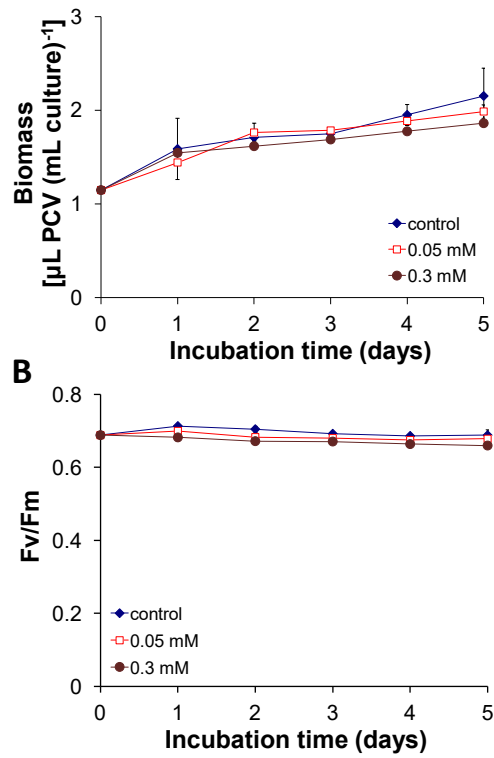 3
2
1
0
Biomass
[µL PCV (mL culture)⁻¹]
control
0.05 mM
0.3 mM
0 1 2 3 4 5
Incubation time (days)
B
0.8
0.6
0.4
0.2
0
Fv/Fm
control
0.05 mM
0.3 mM
0 1 2 3 4 5
Incubation time (days)